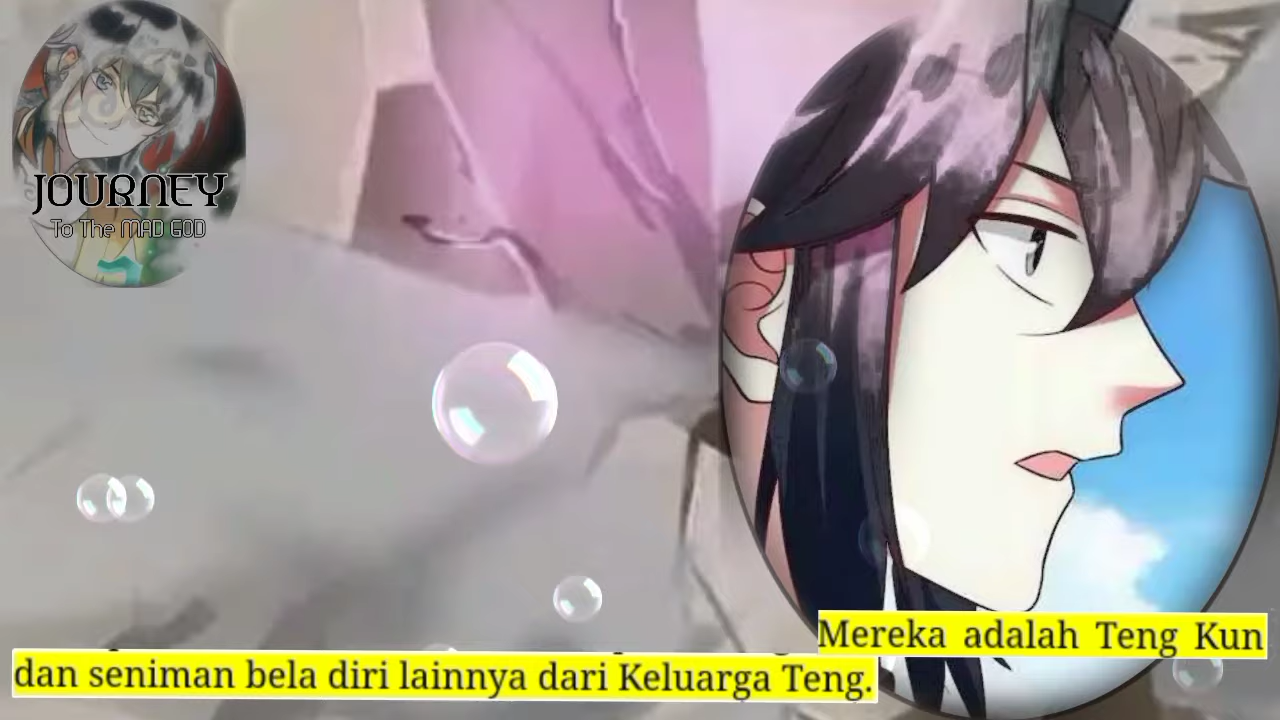 JOURNEY
To The MAD GOD
Mereka adalah Teng Kun
dan seniman bela diri lainnya dari Keluarga Teng.